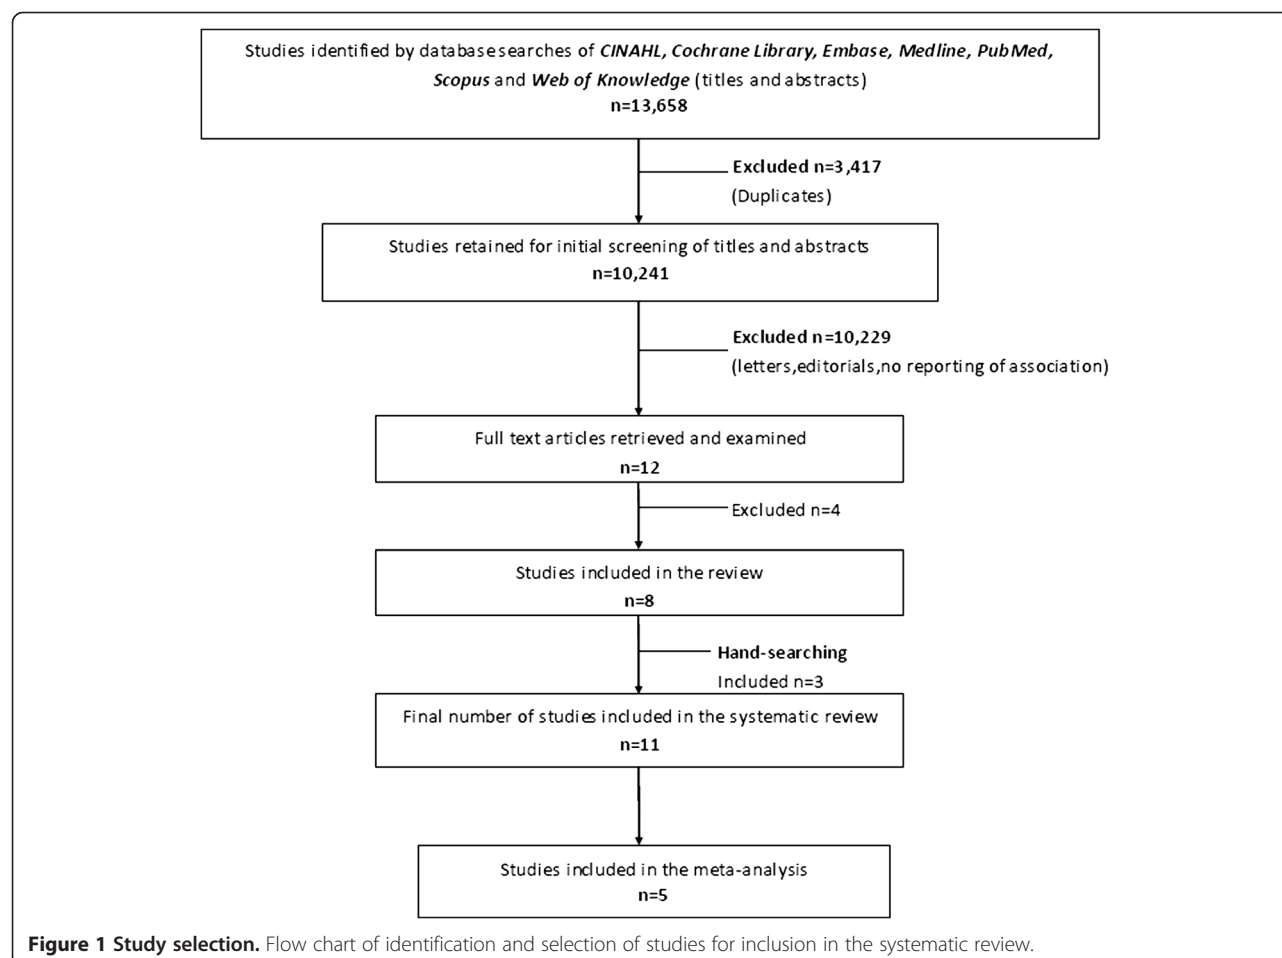 Studies identified by database searches of CINAHL, Cochrane Library, Embase, Medline, PubMed,
Scopus and Web of Knowledge (titles and abstracts)
n=13,658
Excluded n=3,417
(Duplicates)
Studies retained for initial screening of titles and abstracts
n=10,241
Excluded n=10,229
(letters,editorials,no reporting of association)
Full text articles retrieved and examined
n=12
Excluded n=4
Studies included in the review
n=8
Hand-searching
Included n=3
Final number of studies included in the systematic review
n=11
Studies included in the meta-analysis
n=5
Figure 1 Study selection. Flow chart of identification and selection of studies for inclusion in the systematic review.